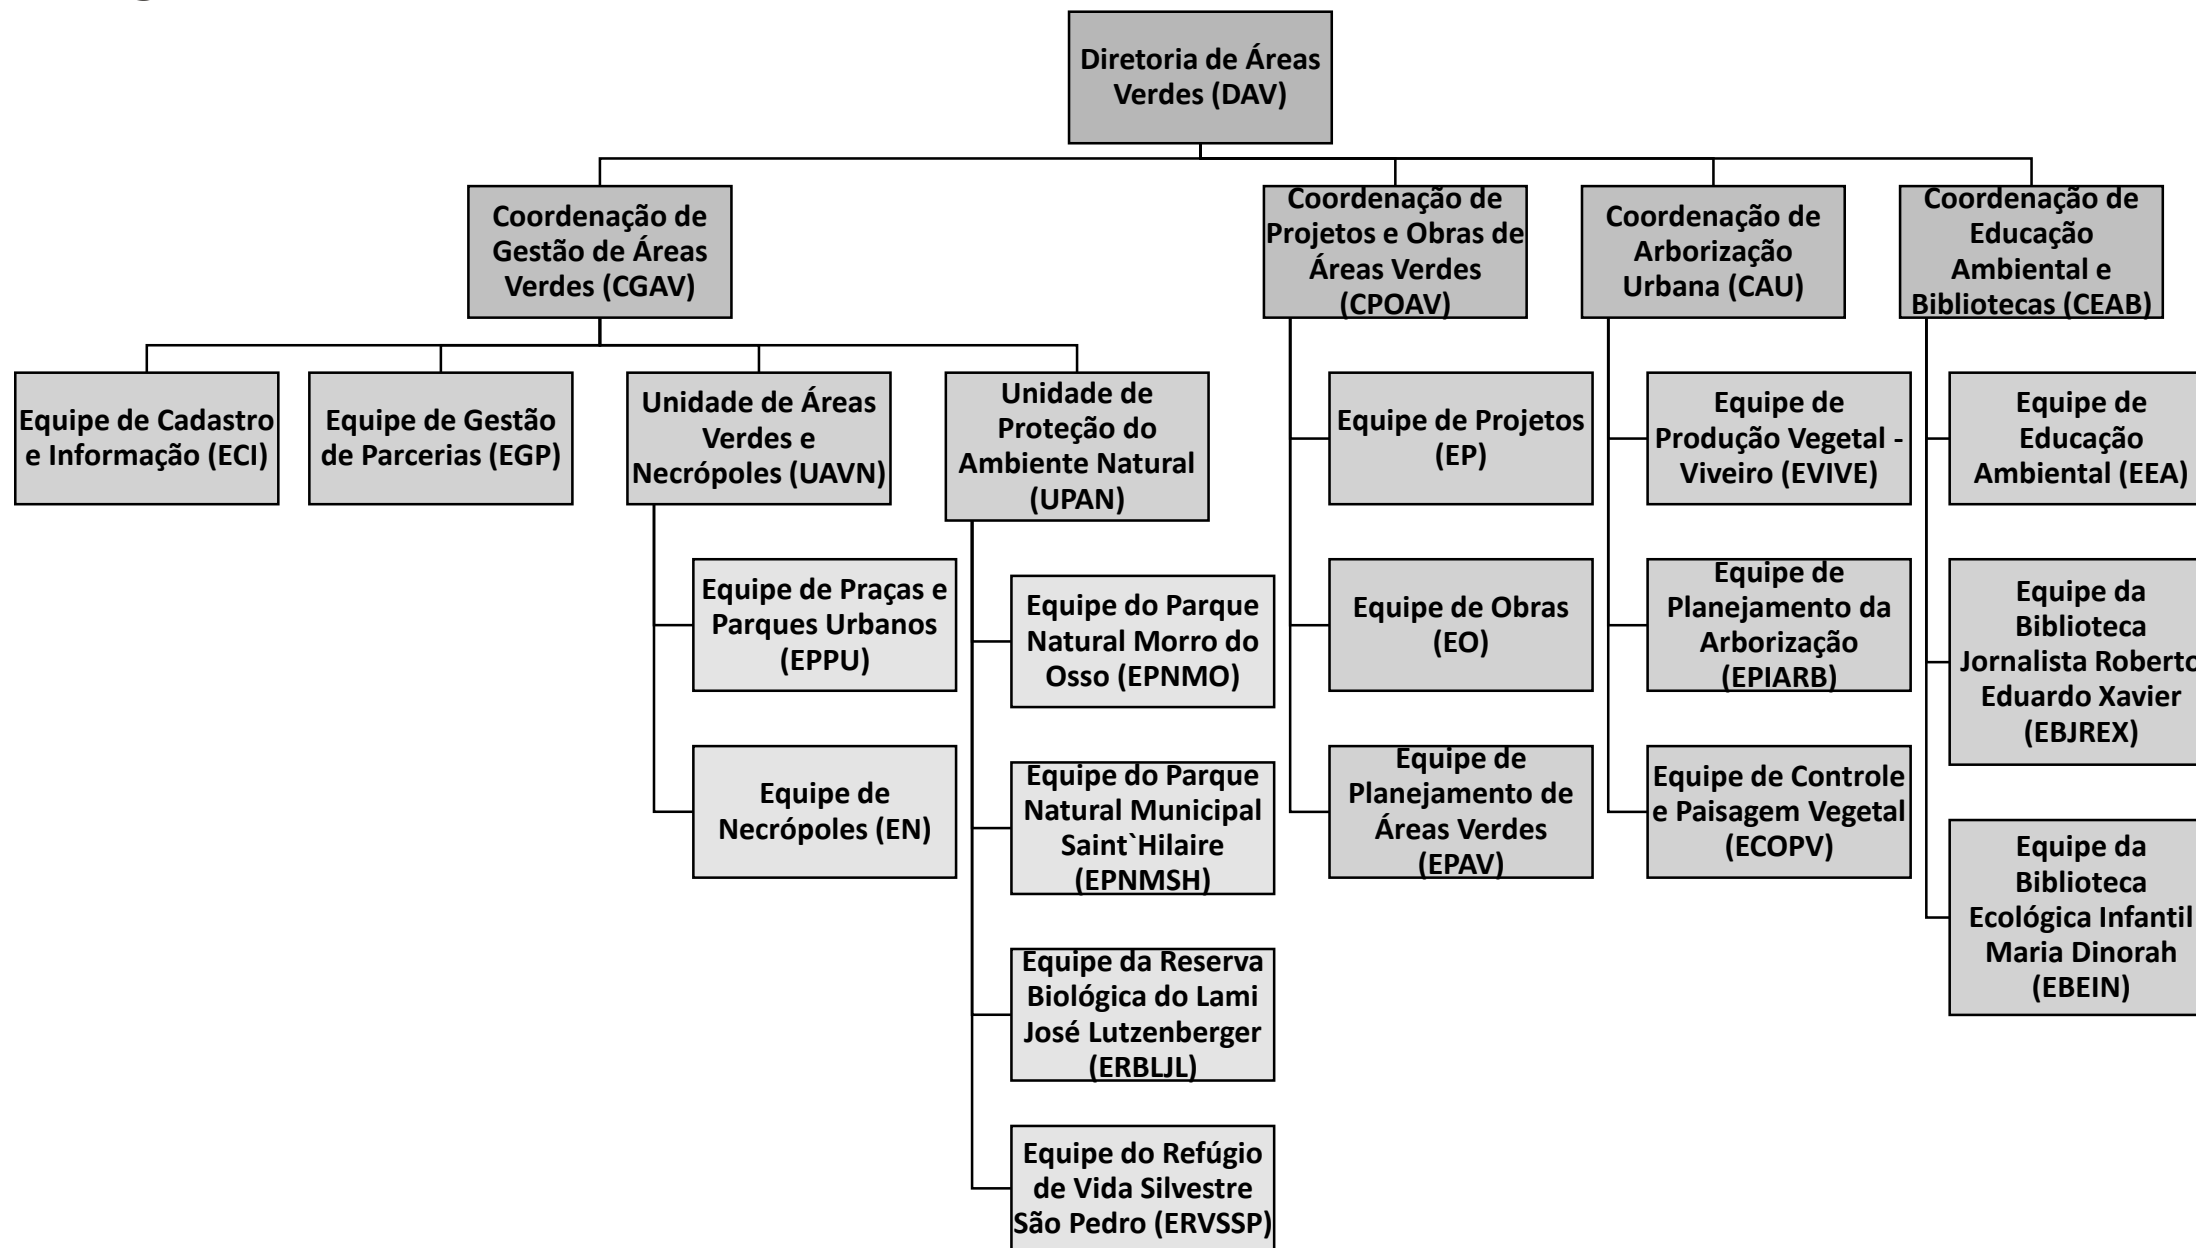 Diretoria de Áreas
Verdes (DAV)
Coordenação de
Gestão de Áreas
Verdes (CGAV)
Coordenação de
Projetos e Obras de
Áreas Verdes
(CPOAV)
Coordenação de
Arborização
Urbana (CAU)
Coordenação de
Educação
Ambiental e
Bibliotecas (CEAB)
Equipe de Cadastro
e Informação (ECI)
Equipe de Gestão
de Parcerias (EGP)
Unidade de Áreas
Verdes e
Necrópoles (UAVN)
Equipe de Praças e
Parques Urbanos
(EPPU)
Equipe de
Necrópoles (EN)
Unidade de
Proteção do
Ambiente Natural
(UPAN)
Equipe do Parque
Natural Morro do
Osso (EPNMO)
Equipe do Parque
Natural Municipal
Saint`Hilaire
(EPNMSH)
Equipe da Reserva
Biológica do Lami
José Lutzenberger
(ERBLJL)
Equipe do Refúgio
de Vida Silvestre
São Pedro (ERVSSP)
Equipe de Projetos
(EP)
Equipe de Obras
(EO)
Equipe de
Planejamento de
Áreas Verdes
(EPAV)
Equipe de
Produção Vegetal -
Viveiro (EVIVE)
Equipe de
Planejamento da
Arborização
(EPIARB)
Equipe de Controle
e Paisagem Vegetal
(ECOPV)
Equipe de
Educação
Ambiental (EEA)
Equipe da
Biblioteca
Jornalista Roberto
Eduardo Xavier
(EBJREX)
Equipe da
Biblioteca
Ecológica Infantil
Maria Dinorah
(EBEIN)